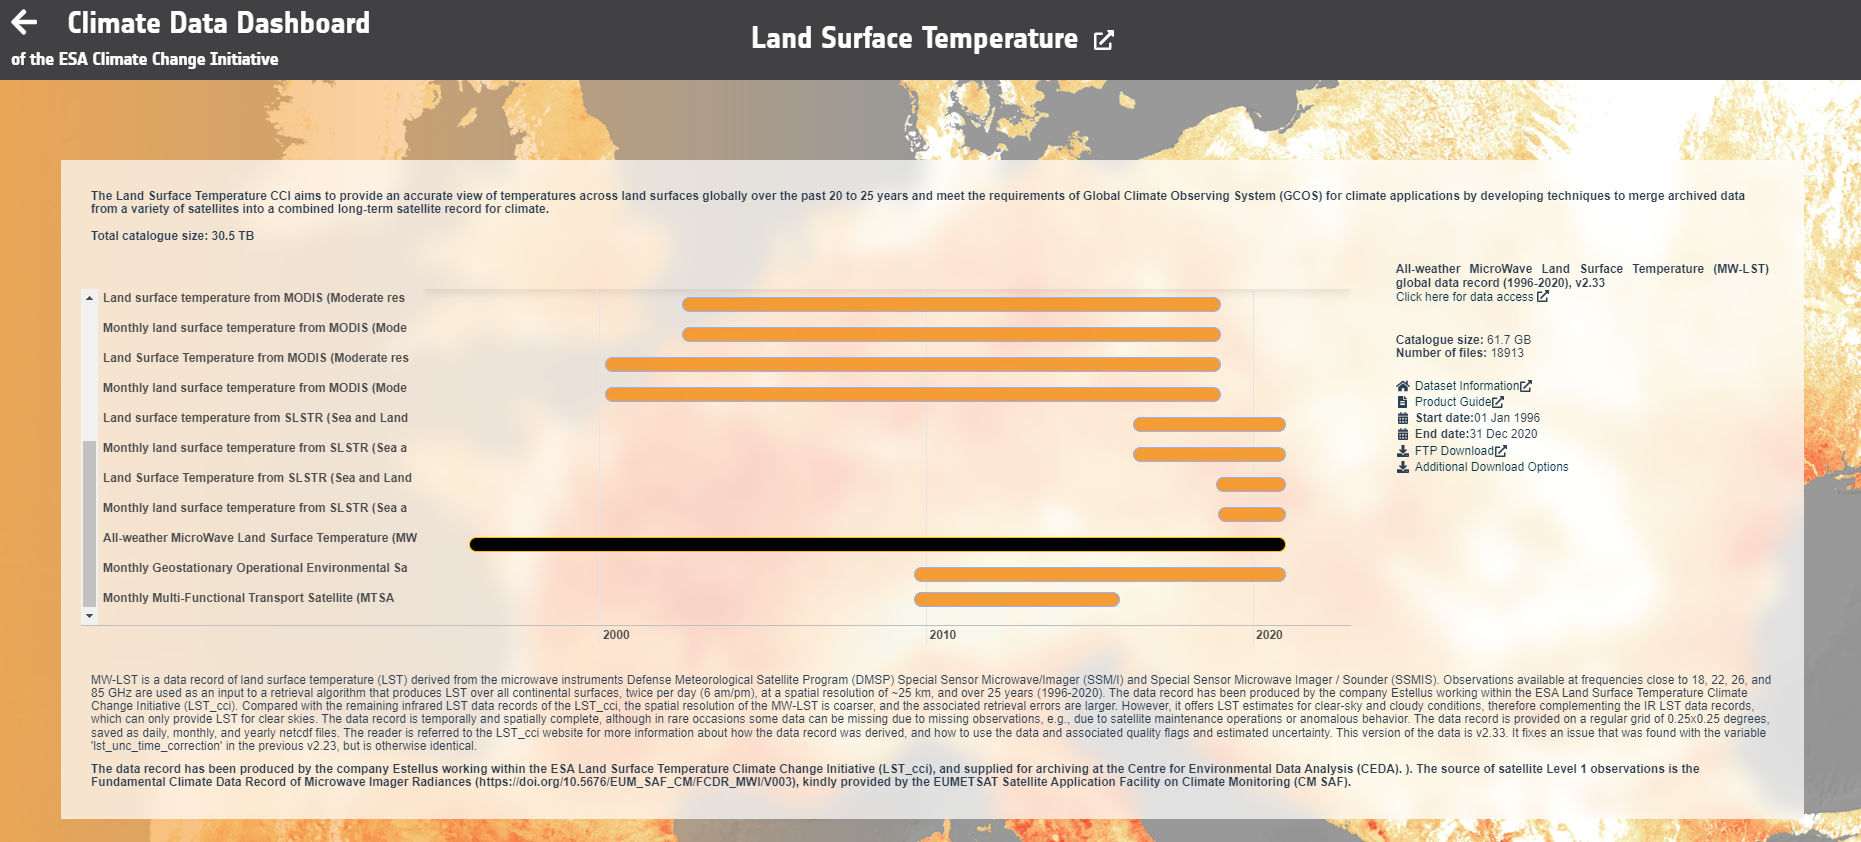 Climate Data Dashboard
of the ESA Climate Change Initiative
Land Surface Temperature
The Land Surface Temperature CCI aims to provide an accurate view of temperatures across land surfaces globally over the past 20 to 25 years and meet the requirements of Global Climate Observing System (GCOS) for climate applications by developing techniques to merge archived data
from a variety of satellites into a combined long-term satellite record for climate.
Total catalogue size: 30.5 TB
Land surface temperature from MODIS (Moderate res
Monthly land surface temperature from MODIS (Mode
Land Surface Temperature from MODIS (Moderate res
Monthly land surface temperature from MODIS (Mode
Land surface temperature from SLSTR (Sea and Land
Monthly land surface temperature from SLSTR (Sea a
Land Surface Temperature from SLSTR (Sea and Land
Monthly land surface temperature from SLSTR (Sea a
All-weather MicroWave Land Surface Temperature (MW
Monthly Geostationary Operational Environmental Sa
Monthly Multi-Functional Transport Satellite (MTSA
2000 2010 2020
All-weather MicroWave Land Surface Temperature (MW-LST)
global data record (1996-2020), v2.33
Click here for data access
Catalogue size: 61.7 GB
Number of files: 18913
Dataset Information
Product Guide
Start date:01 Jan 1996
End date:31 Dec 2020
FTP Download
Additional Download Options
MW-LST is a data record of land surface temperature (LST) derived from the microwave instruments Defense Meteorological Satellite Program (DMSP) Special Sensor Microwave/Imager (SSM/I) and Special Sensor Microwave Imager / Sounder (SSMIS). Observations available at frequencies close to 18, 22, 26, and
85 GHz are used as an input to a retrieval algorithm that produces LST over all continental surfaces, twice per day (6 am/pm), at a spatial resolution of ~25 km, and over 25 years (1996-2020). The data record has been produced by the company Estellus working within the ESA Land Surface Temperature Climate
Change Initiative (LST_cci). Compared with the remaining infrared LST data records of the LST_cci, the spatial resolution of the MW-LST is coarser, and the associated retrieval errors are larger. However, it offers LST estimates for clear-sky and cloudy conditions, therefore complementing the IR LST data records,
which can only provide LST for clear skies. The data record is temporally and spatially complete, although in rare occasions some data can be missing due to missing observations, e.g., due to satellite maintenance operations or anomalous behavior. The data record is provided on a regular grid of 0.25x0.25 degrees,
saved as daily, monthly, and yearly netcdf files. The reader is referred to the LST_cci website for more information about how the data record was derived, and how to use the data and associated quality flags and estimated uncertainty. This version of the data is v2.33. It fixes an issue that was found with the variable
'lst_unc_time_correction' in the previous v2.23, but is otherwise identical.
The data record has been produced by the company Estellus working within the ESA Land Surface Temperature Climate Change Initiative (LST_cci), and supplied for archiving at the Centre for Environmental Data Analysis (CEDA). ). The source of satellite Level 1 observations is the
Fundamental Climate Data Record of Microwave Imager Radiances (https://doi.org/10.5676/EUM_SAF_CM/FCDR_MWI/V003), kindly provided by the EUMETSAT Satellite Application Facility on Climate Monitoring (CM SAF).